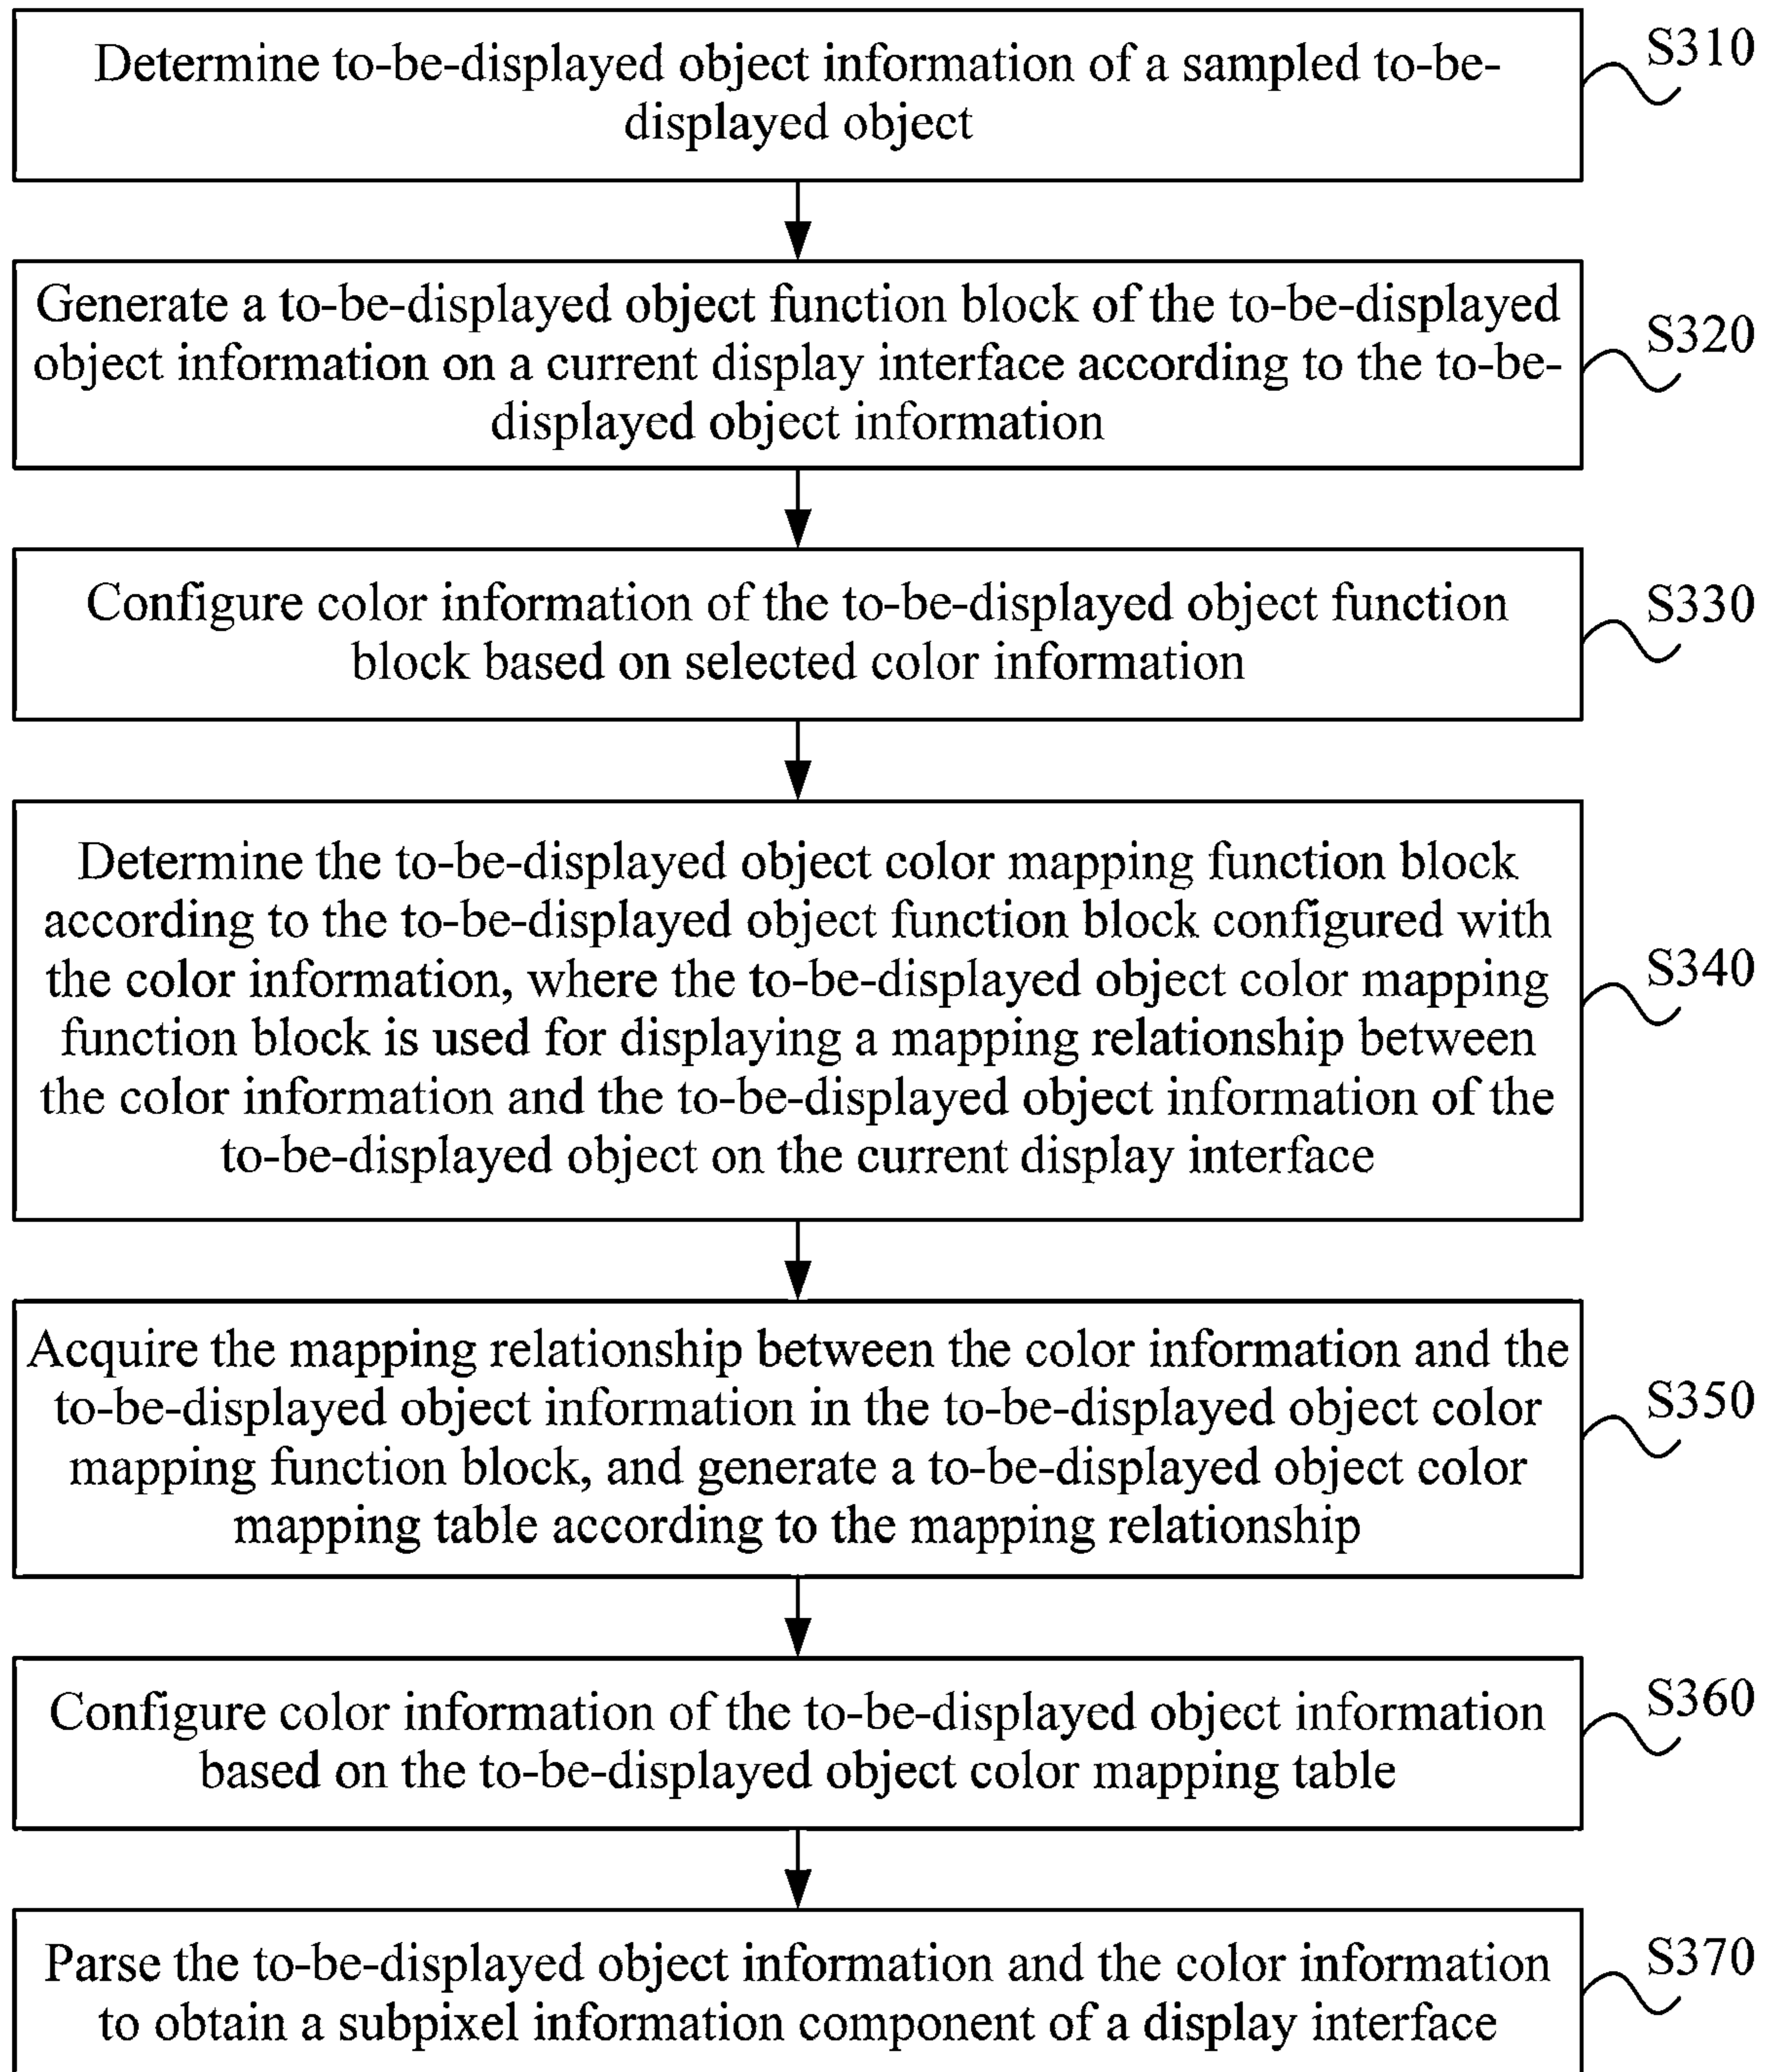 Determine to-be-displayed object information of a sampled to-be-
displayed object
S310
Generate a to-be-displayed object function block of the to-be-displayed
object information on a current display interface according to the to-be-
displayed object information
S320
Configure color information of the to-be-displayed object function
block based on selected color information
S330
Determine the to-be-displayed object color mapping function block
according to the to-be-displayed object function block configured with
the color information, where the to-be-displayed object color mapping
function block is used for displaying a mapping relationship between
the color information and the to-be-displayed object information of the
to-be-displayed object on the current display interface
S340
Acquire the mapping relationship between the color information and the
to-be-displayed object information in the to-be-displayed object color
mapping function block, and generate a to-be-displayed object color
mapping table according to the mapping relationship
S350
Configure color information of the to-be-displayed object information
based on the to-be-displayed object color mapping table
S360
Parse the to-be-displayed object information and the color information
to obtain a subpixel information component of a display interface
S370